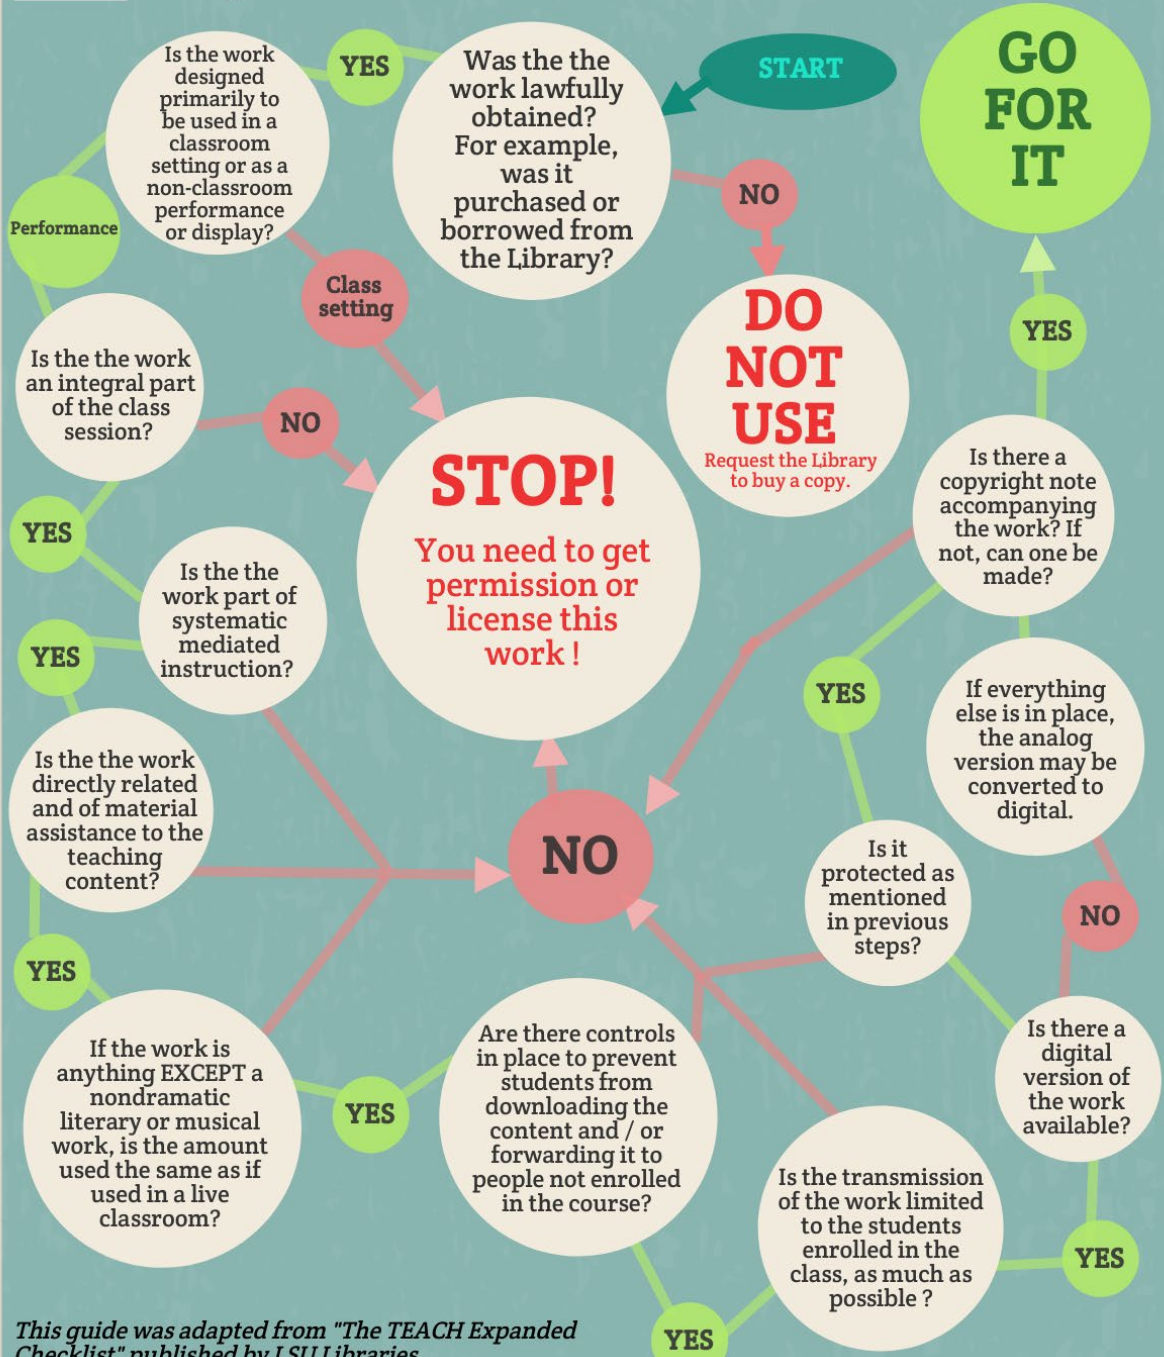 START
Was the the
work lawfully
obtained?
For example,
was it
purchased or
borrowed from
the Library?
NO
DO
NOT
USE
Request the Library
to buy a copy.
YES
Is the work
designed
primarily to
be used in a
classroom
setting or as a
non-classroom
performance
or display?
Class
setting
Performance
Is the the work
an integral part
of the class
session?
NO
STOP!
You need to get
permission or
license this
work !
YES
Is the the
work part of
systematic
mediated
instruction?
YES
Is the the work
directly related
and of material
assistance to the
teaching
content?
NO
YES
If the work is
anything EXCEPT a
nondramatic
literary or musical
work, is the amount
used the same as if
used in a live
classroom?
YES
Are there controls
in place to prevent
students from
downloading the
content and / or
forwarding it to
people not enrolled
in the course?
YES
Is the transmission
of the work limited
to the students
enrolled in the
class, as much as
possible ?
YES
Is there a
digital
version of
the work
available?
NO
If everything
else is in place,
the analog
version may be
converted to
digital.
Is it
protected as
mentioned
in previous
steps?
YES
Is there a
copyright note
accompanying
the work? If
not, can one be
made?
YES
GO
FOR
IT
This guide was adapted from "The TEACH Expanded
Checklist" published by LSU Libraries